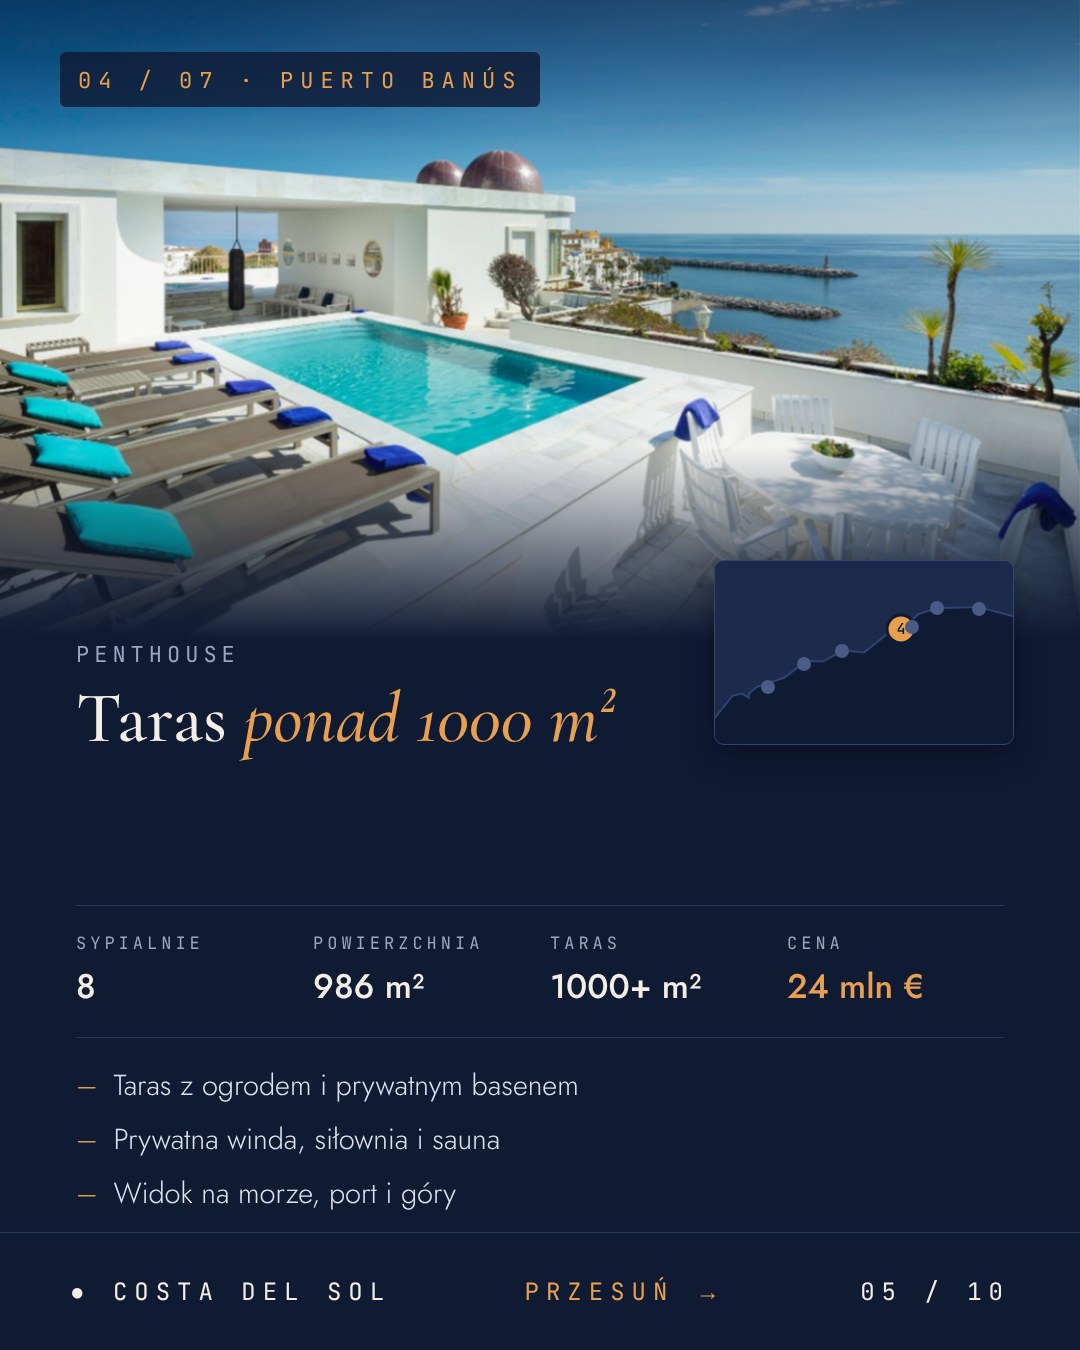 04 / 07 · PUERTO BANÚS
4
PENTHOUSE
Taras ponad 1000 m²
SYPIALNIE POWIERZCHNIA TARAS CENA
8 986 m² 1000+ m² 24 mln €
— Taras z ogrodem i prywatnym basenem
— Prywatna winda, siłownia i sauna
— Widok na morze, port i góry
• COSTA DEL SOL PRZESUŃ → 05 / 10